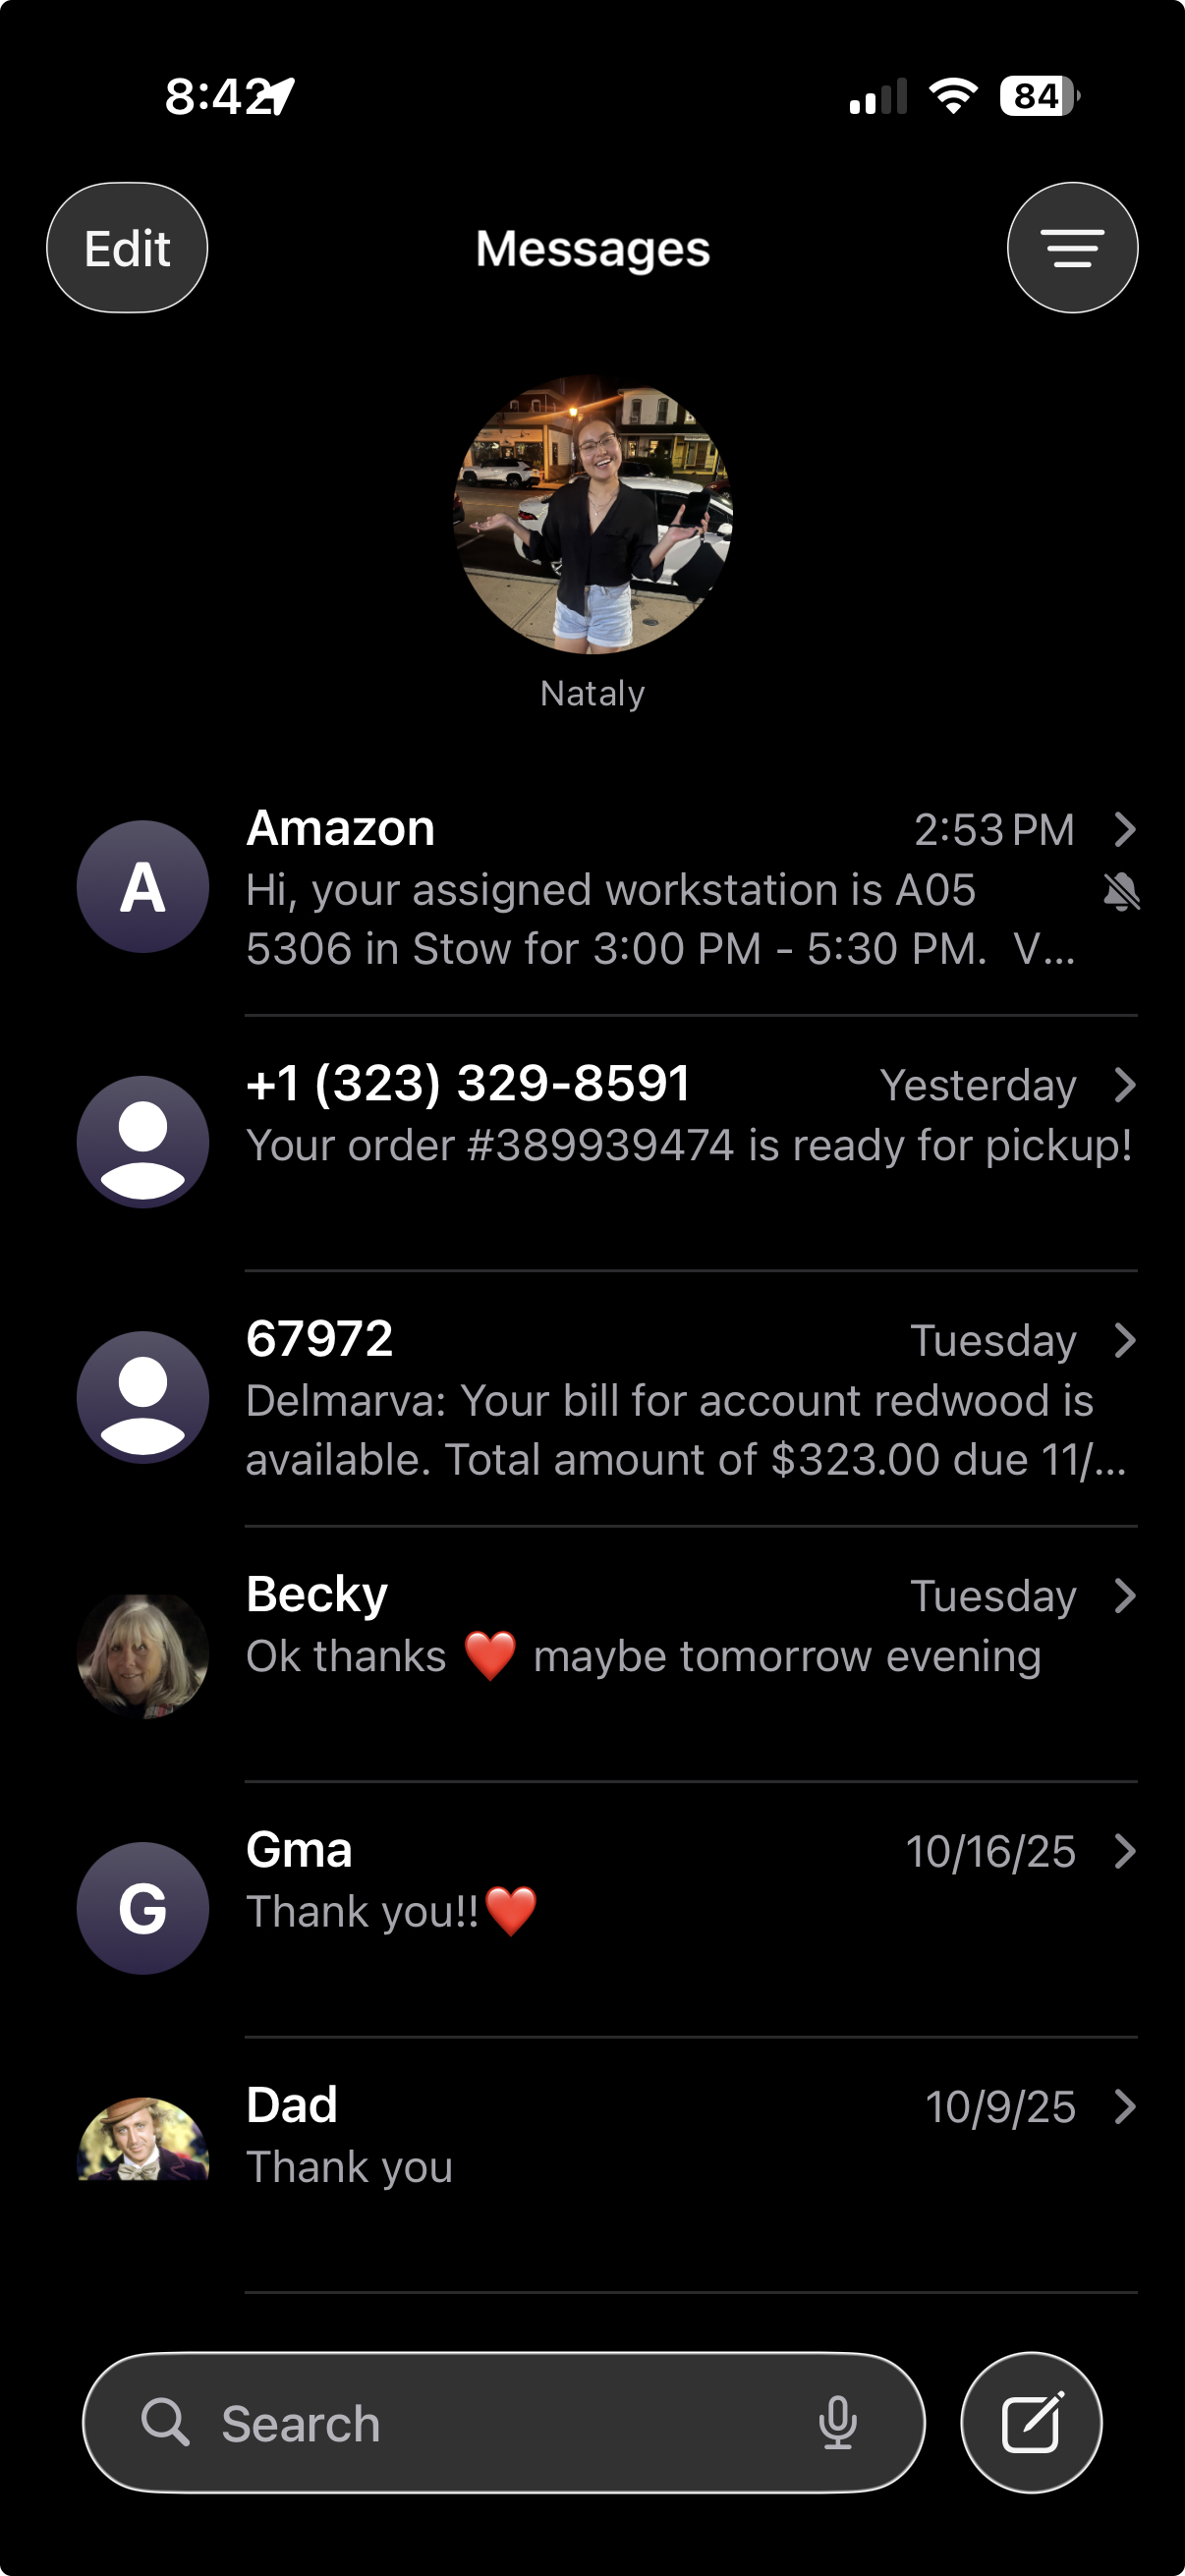 8:42
84
Edit
Messages
Nataly
A
Amazon
2:53 PM
Hi, your assigned workstation is A05
5306 in Stow for 3:00 PM - 5:30 PM. V...
+1 (323) 329-8591
Yesterday
Your order #389939474 is ready for pickup!
67972
Tuesday
Delmarva: Your bill for account redwood is
available. Total amount of $323.00 due 11/...
Becky
Tuesday
Ok thanks ❤️ maybe tomorrow evening
G
Gma
10/16/25
Thank you!!❤️
Dad
10/9/25
Thank you
Search